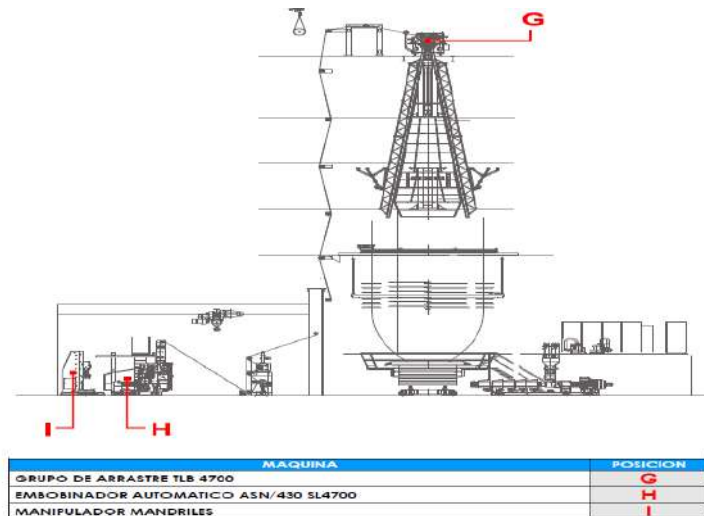 G
I
H
MAQUINA POSICION
GRUPO DE ARRASTRE TLB 4700 G
EMBOBINADOR AUTOMATICO ASN/430 SL4700 H
MANIPULADOR MANDRILES I